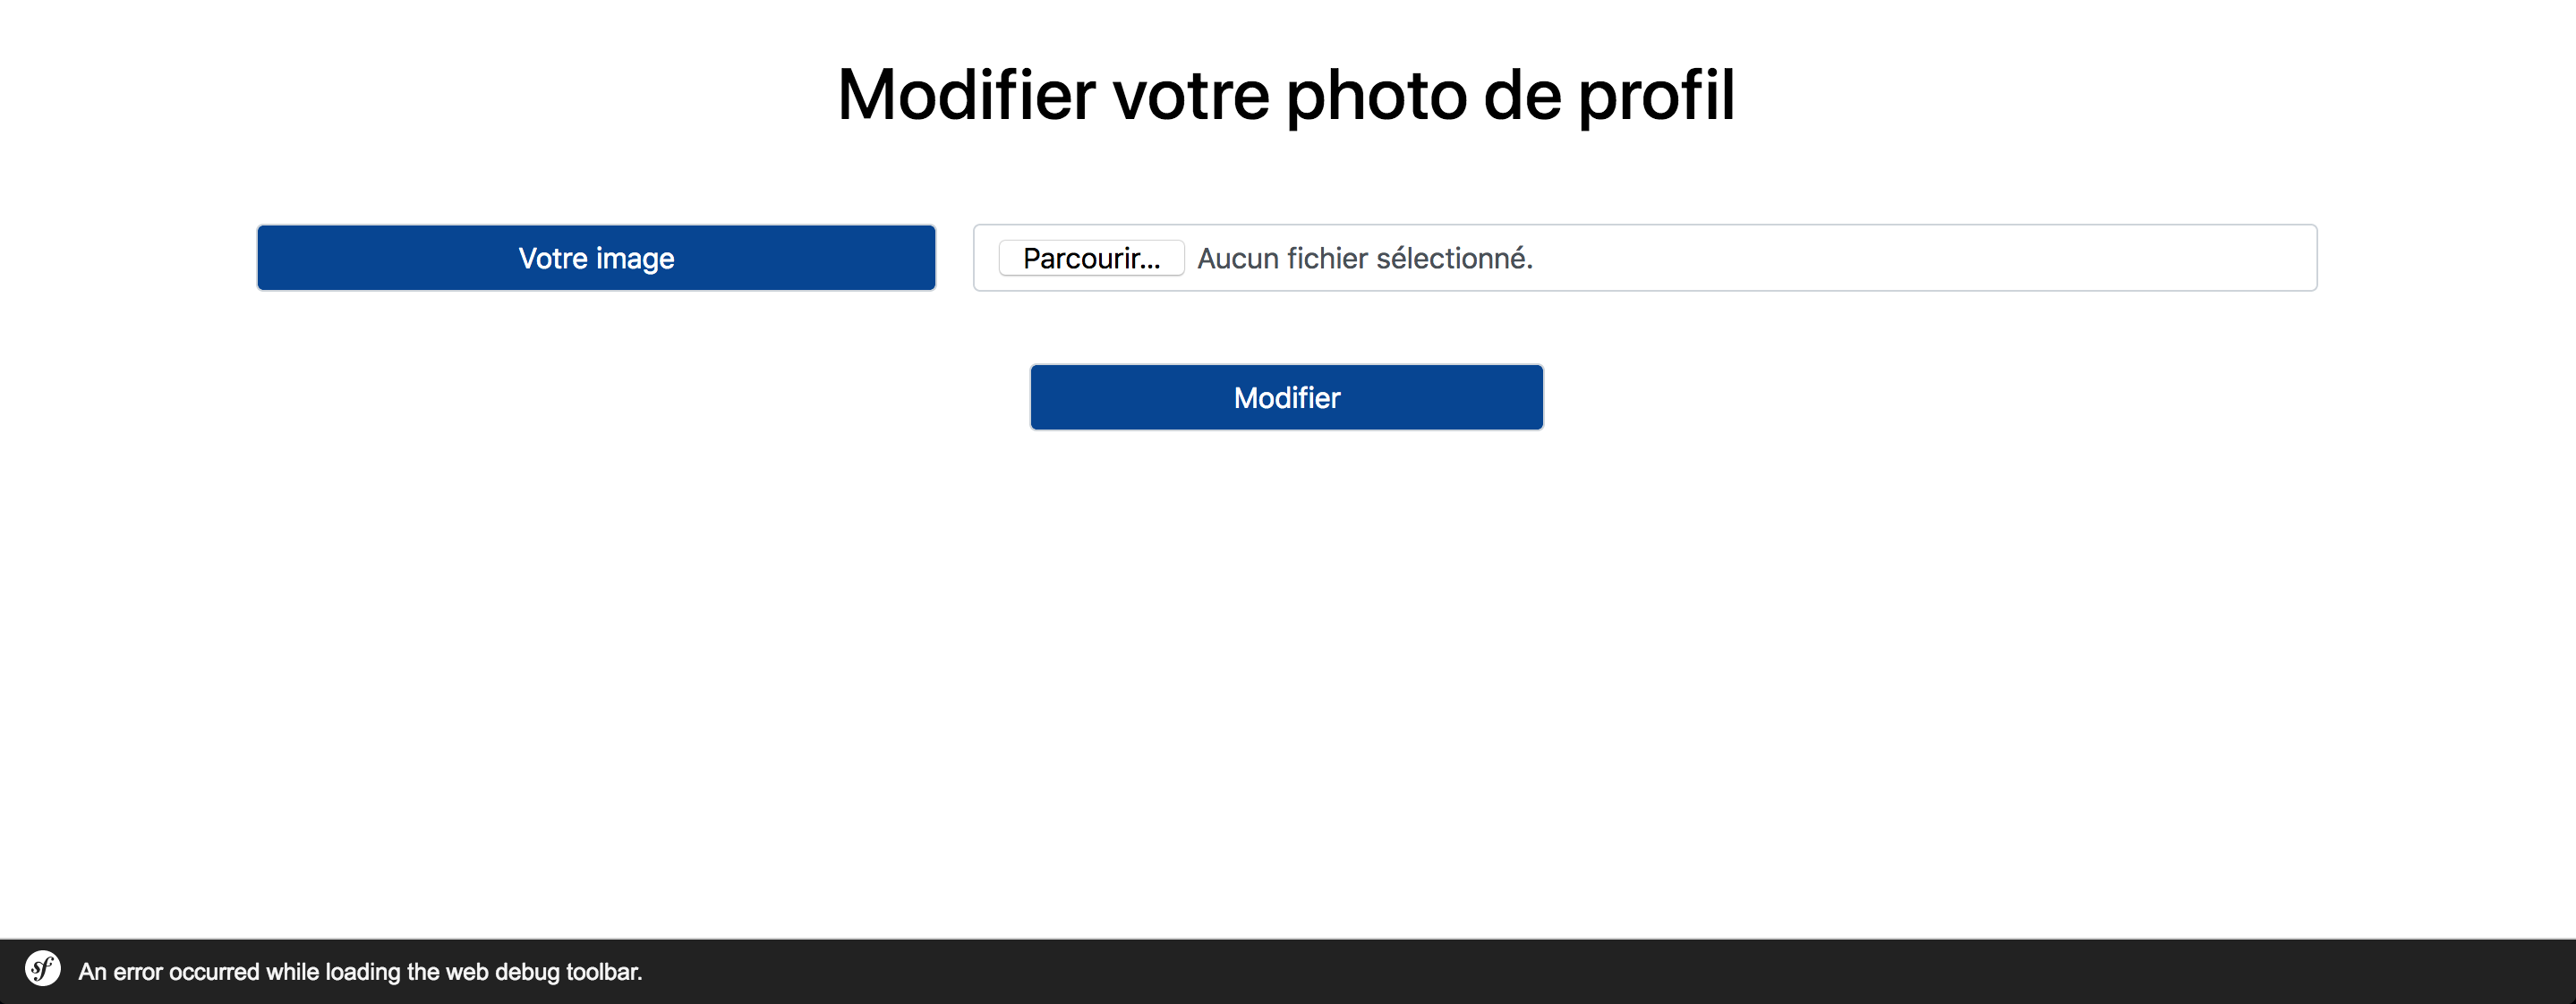 Modifier votre photo de profil
Votre image
Parcourir... Aucun fichier sélectionné.
Modifier
sf An error occurred while loading the web debug toolbar.